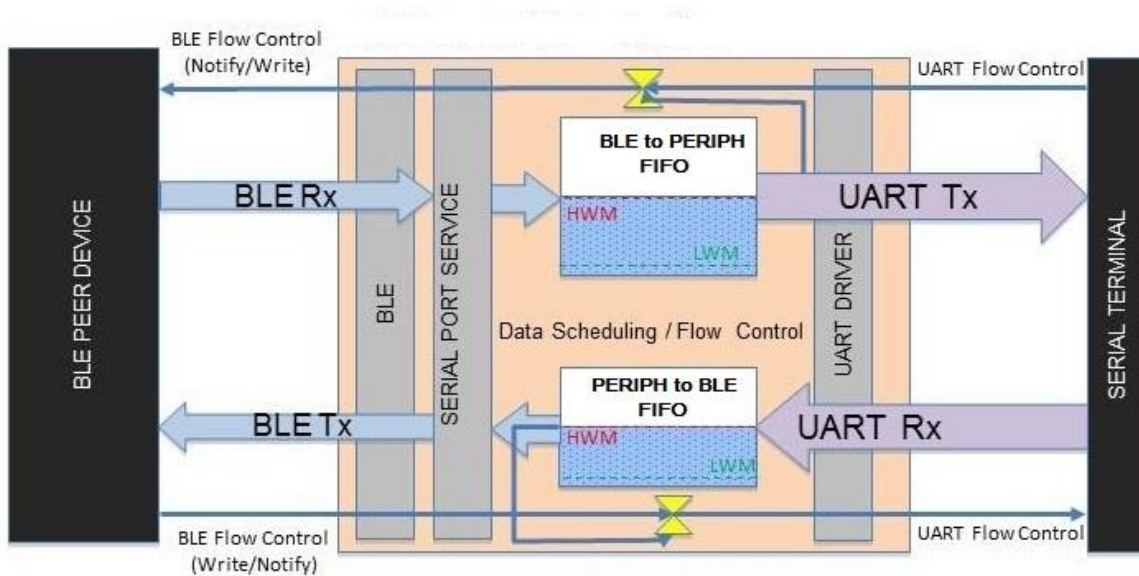 BLE Flow Control
(Notify/Write)
UART Flow Control
BLE to PERIPH
FIFO
BLE Rx
UART Tx
HWM
LWM
BLE PEER DEVICE
BLE
SERIAL PORT SERVICE
Data Scheduling / Flow Control
UART DRIVER
SERIAL TERMINAL
PERIPH to BLE
FIFO
BLE Tx
UART Rx
HWM
LWM
BLE Flow Control
(Write/Notify)
UART Flow Control